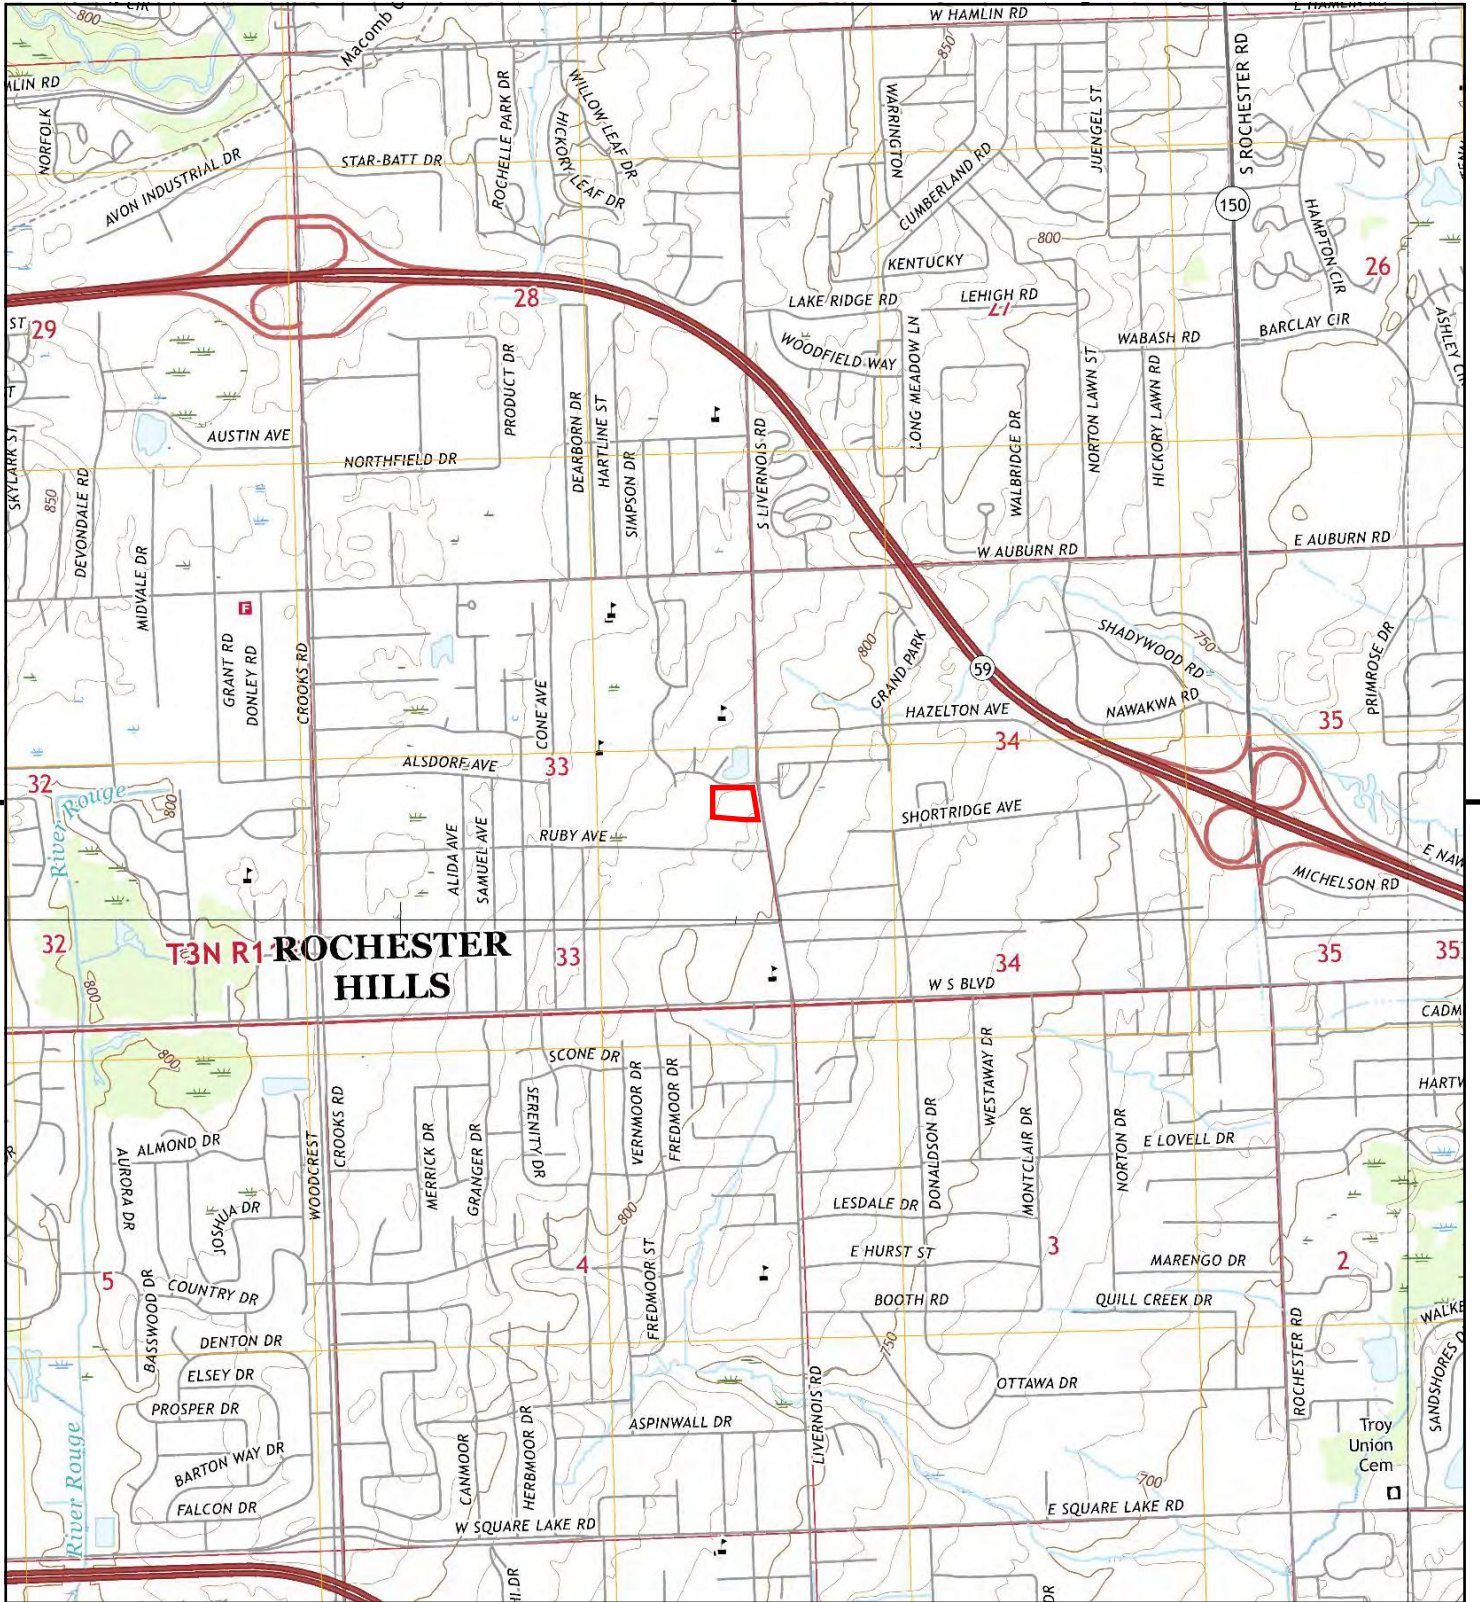 800
W HAMLIN RD
E HAMLIN RD
Macomb
850
S ROCHESTER RD
NORFOLK
AVON INDUSTRIAL DR
STAR-BATT DR
ROCHELLE PARK DR
WILLOW LEAF DR
HICKORY LEAF DR
WARRINGTON
CUMBERLAND RD
JUENGEL ST
150
HAMPTON CIR
800
26
KENTUCKY
LAKE RIDGE RD
LEHIGH RD
27
28
29
ST
WOODFIELD WAY
LONG MEADOW LN
WABASH RD
BARCLAY CIR
ASHLEY CIR
PRODUCT DR
DEARBORN DR
HARTLINE ST
SIMPSON DR
S LIVERNOIS RD
WALBRIDGE DR
NORTON LAWN ST
HICKORY LAWN RD
AUSTIN AVE
NORTHFIELD DR
SKYLARK ST
850
DEVONDALE RD
MIDVALE DR
W AUBURN RD
E AUBURN RD
F
GRANT RD
DONLEY RD
CROOKS RD
CONE AVE
800
GRAND PARK
59
SHADYWOOD RD
750
NAWAKWA RD
PRIMROSE DR
35
HAZELTON AVE
34
ALSDORF AVE
33
32
River Rouge
800
RUBY AVE
ALIDA AVE
SAMUEL AVE
SHORTRIDGE AVE
MICHELSON RD
E NAW
32
T3N R11
ROCHESTER
HILLS
33
34
35
35
800
W S BLVD
CADM
800
SCONE DR
SERENITY DR
VERNMOOR DR
FREDMOOR DR
WESTAWAY DR
HARTW
ALMOND DR
AURORA DR
JOSHUA DR
WOODCREST
CROOKS RD
MERRICK DR
GRANGER DR
DONALDSON DR
MONTCLAIR DR
NORTON DR
E LOVELL DR
LESDALE DR
800
E HURST ST
3
MARENGO DR
2
5
COUNTRY DR
BASSWOOD DR
4
FREDMOOR ST
BOOTH RD
QUILL CREEK DR
WALKE
DENTON DR
750
ROCHESTER RD
SANDSHORES D
ELSEY DR
OTTAWA DR
PROSPER DR
LIVERNOIS RD
ASPINWALL DR
River Rouge
BARTON WAY DR
CANMOOR
HERBMOOR DR
Troy
Union
Cem
700
FALCON DR
W SQUARE LAKE RD
E SQUARE LAKE RD
DR